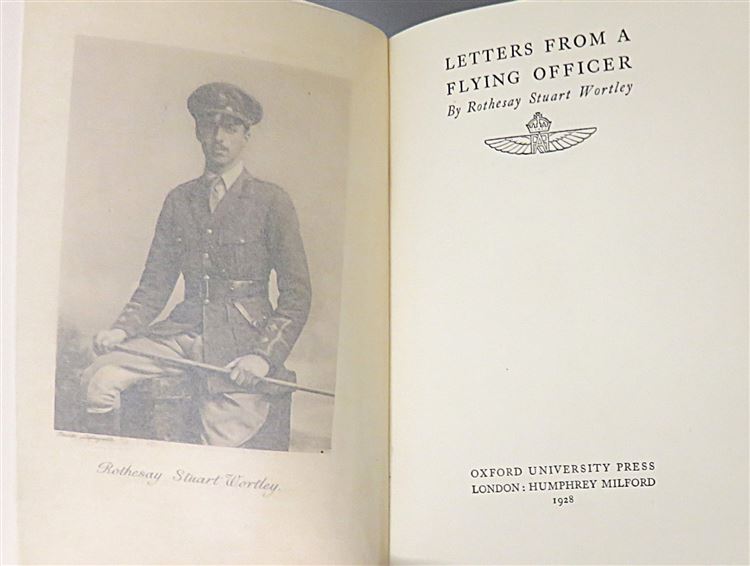 Rothesay Stuart Wortley.
LETTERS FROM A
FLYING OFFICER
By Rothesay Stuart Wortley
OXFORD UNIVERSITY PRESS
LONDON: HUMPHREY MILFORD
1928